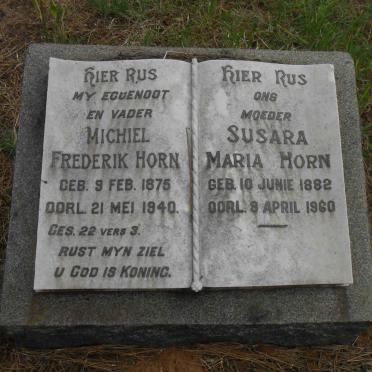 HIER RUS
MY EGGENOOT
EN VADER
MICHIEL
FREDERIK HORN
GEB. 9 FEB. 1875
OORL. 21 MEI 1940.
GES. 22 VERS 3.
RUST MYN ZIEL
U GOD IS KONING.
HIER RUS
ONS
MOEDER
SUSARA
MARIA HORN
GEB. 10 JUNIE 1882
OORL. 9 APRIL 1960